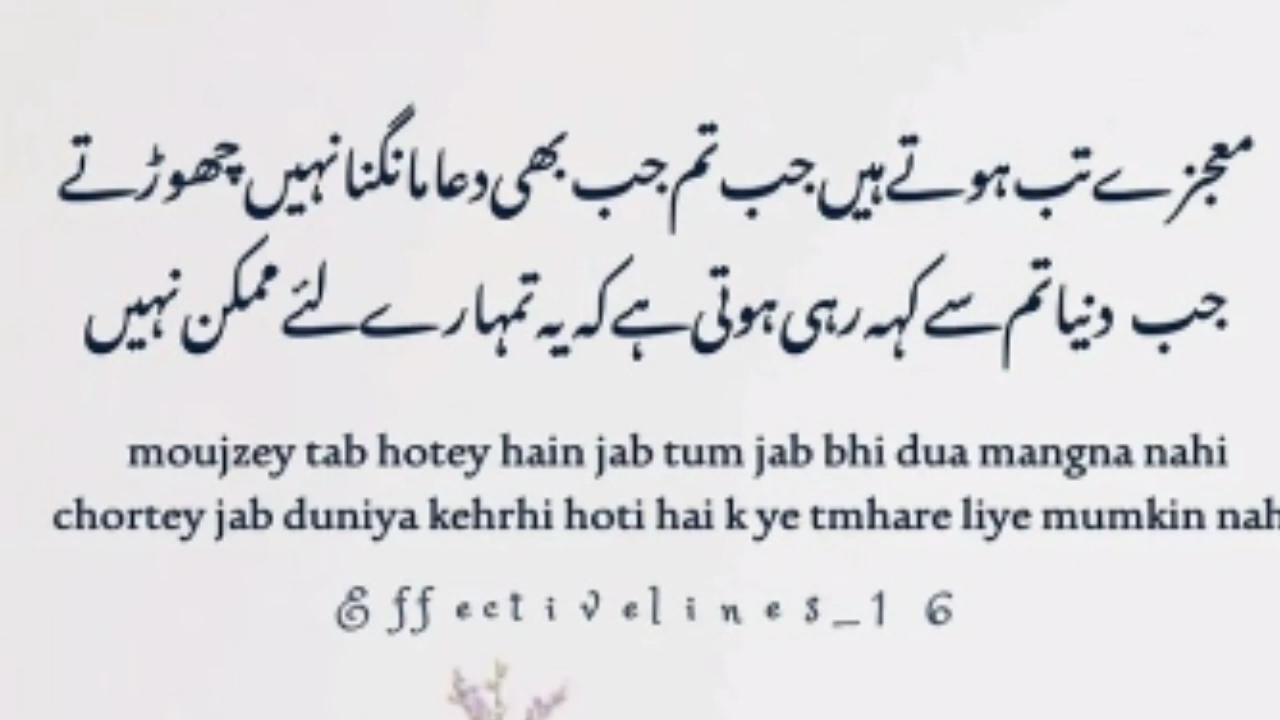 معجزے تب ہوتے ہیں جب تم جب بھی دعا مانگنا نہیں چھوڑتے
جب دنیا تم سے کہہ رہی ہوتی ہے کہ یہ تمہارے لئے ممکن نہیں
moujzey tab hotey hain jab tum jab bhi dua mangna nahi
chortey jab duniya kehrhi hoti hai k ye tmhare liye mumkin nah
Effectivelines_16